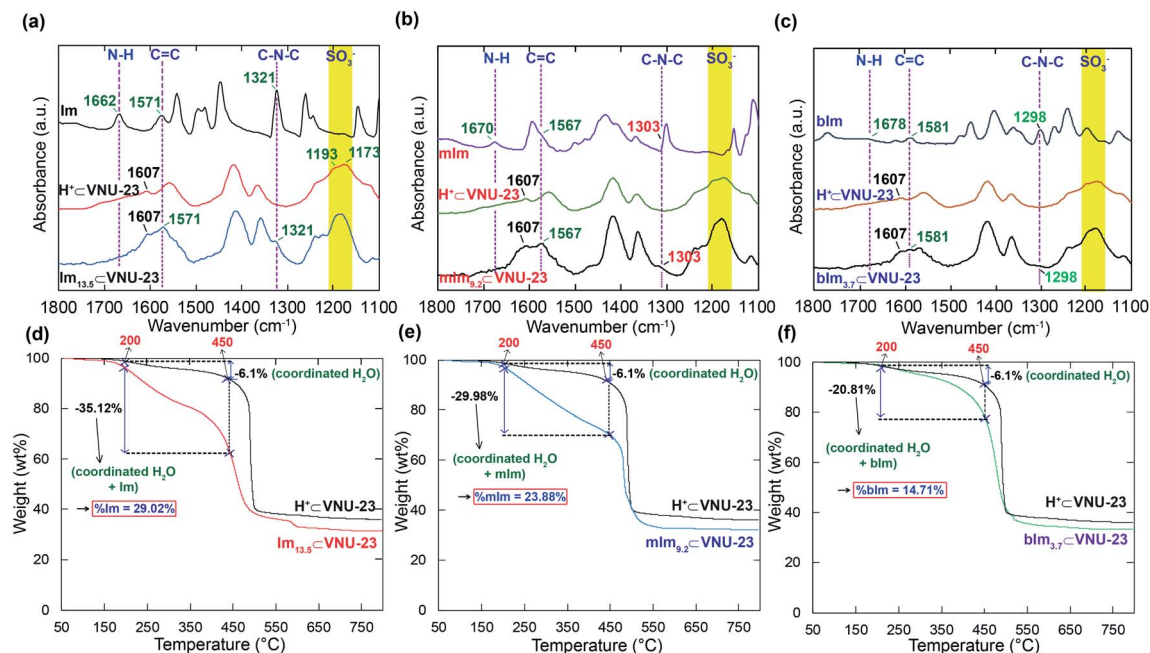 (a)
N-H C=C C-N-C SO₃⁻
1662 1571 1321
Im
1193 1173
1607
H⁺⊂VNU-23
1607 1571 1321
Im₁₃.₅⊂VNU-23
Absorbance (a.u.)
1800 1700 1600 1500 1400 1300 1200 1100
Wavenumber (cm⁻¹)
(b)
N-H C=C C-N-C SO₃⁻
1670 1567 1303
mIm
1607
H⁺⊂VNU-23
1607 1567 1303
mIm₉.₂⊂VNU-23
Absorbance (a.u.)
1800 1700 1600 1500 1400 1300 1200 1100
Wavenumber (cm⁻¹)
(c)
N-H C=C C-N-C SO₃⁻
1298
bIm 1678 1581
1607
H⁺⊂VNU-23
1607 1581
bIm₃.₇⊂VNU-23 1298
Absorbance (a.u.)
1800 1700 1600 1500 1400 1300 1200 1100
Wavenumber (cm⁻¹)
(d)
200 450
-6.1% (coordinated H₂O)
-35.12%
(coordinated H₂O
+ Im)
→ %Im = 29.02%
H⁺⊂VNU-23
Im₁₃.₅⊂VNU-23
Weight (wt%)
100
80
60
40
20
0
50 150 250 350 450 550 650 750
Temperature (°C)
(e)
200 450
-6.1% (coordinated H₂O)
-29.98%
(coordinated H₂O
+ mIm)
→ %mIm = 23.88%
H⁺⊂VNU-23
mIm₉.₂⊂VNU-23
Weight (wt%)
100
80
60
40
20
0
50 150 250 350 450 550 650 750
Temperature (°C)
(f)
200 450
-6.1% (coordinated H₂O)
-20.81%
(coordinated H₂O
+ bIm)
→ %bIm = 14.71%
H⁺⊂VNU-23
bIm₃.₇⊂VNU-23
Weight (wt%)
100
80
60
40
20
0
50 150 250 350 450 550 650 750
Temperature (°C)